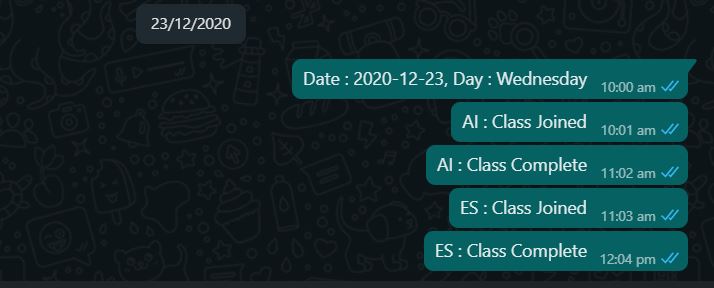 23/12/2020
Date : 2020-12-23, Day : Wednesday 10:00 am
AI : Class Joined 10:01 am
AI : Class Complete 11:02 am
ES : Class Joined 11:03 am
ES : Class Complete 12:04 pm